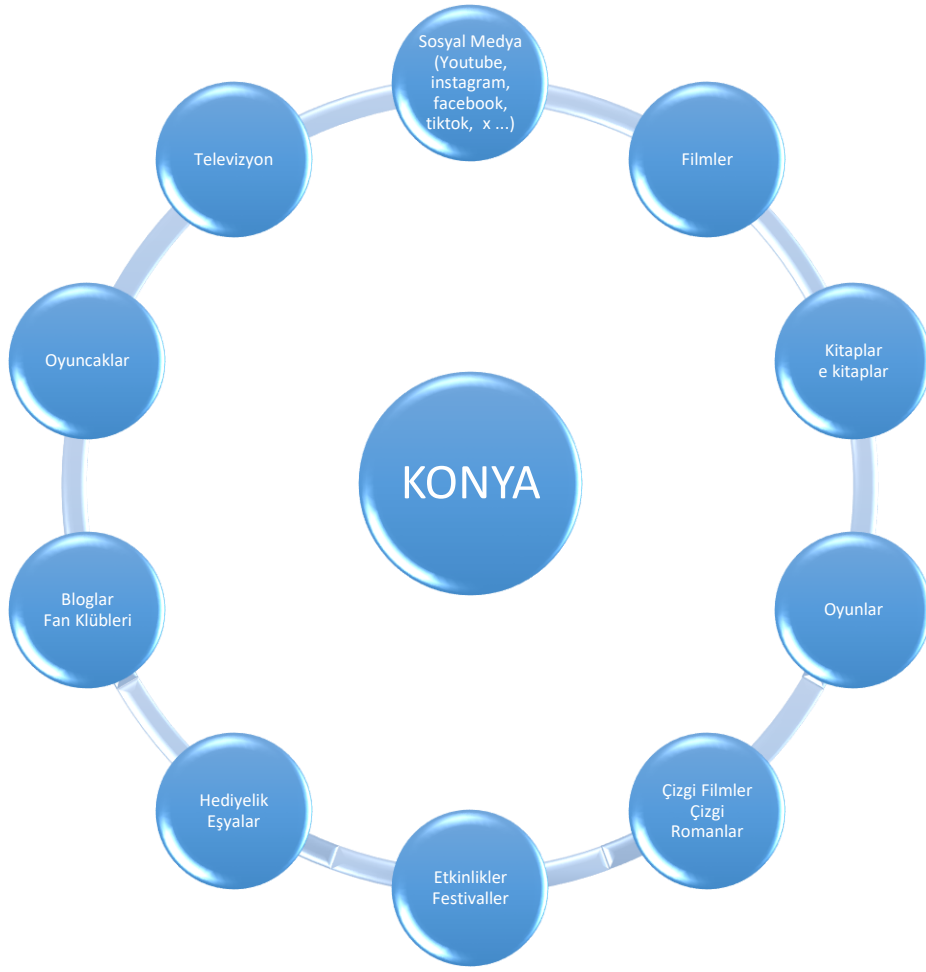 Sosyal Medya
(Youtube,
instagram,
facebook,
tiktok, x ...)
Filmler
Kitaplar
e kitaplar
Oyunlar
Çizgi Filmler
Çizgi
Romanlar
Etkinlikler
Festivaller
Hediyelik
Eşyalar
Bloglar
Fan Klübleri
Oyuncaklar
Televizyon
KONYA